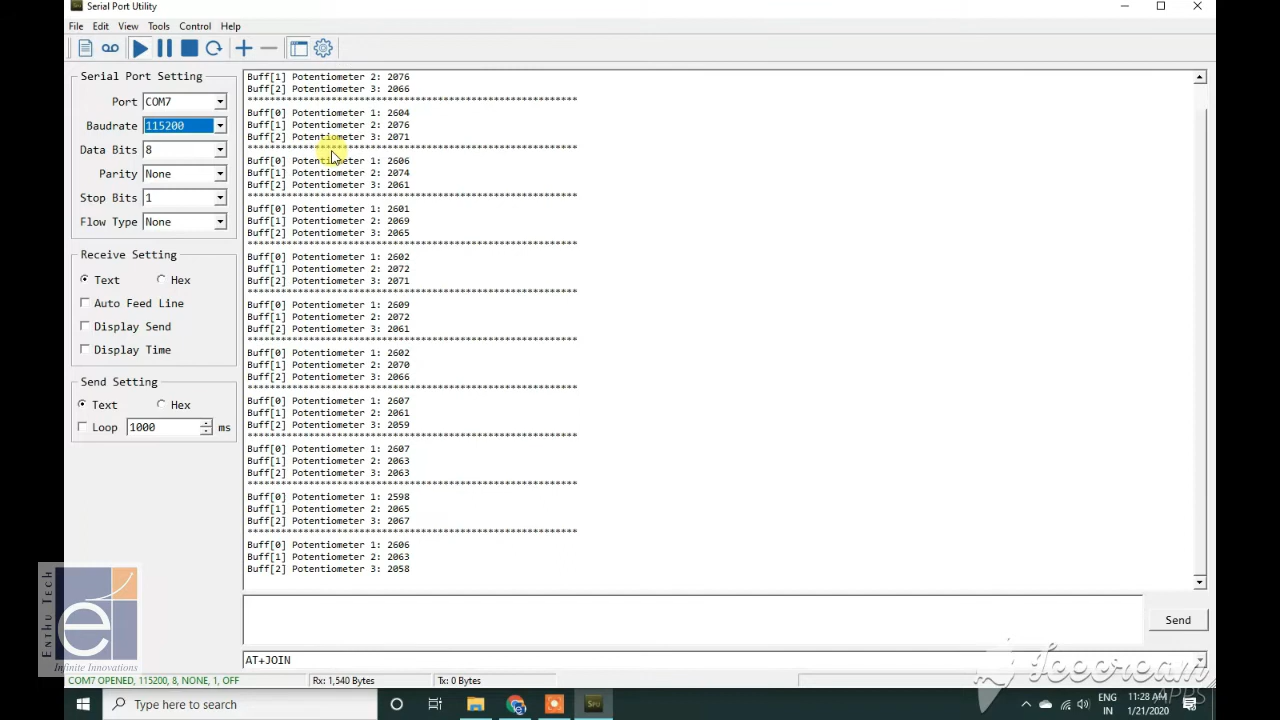 Serial Port Utility
File Edit View Tools Control Help
Serial Port Setting
Port COM7
Baudrate 115200
Data Bits 8
Parity None
Stop Bits 1
Flow Type None
Receive Setting
Text Hex
Auto Feed Line
Display Send
Display Time
Send Setting
Text Hex
Loop 1000 ms
Buff[1] Potentiometer 2: 2076
Buff[2] Potentiometer 3: 2066
*******************************************************
Buff[0] Potentiometer 1: 2604
Buff[1] Potentiometer 2: 2076
Buff[2] Potentiometer 3: 2071
*******************************************************
Buff[0] Potentiometer 1: 2606
Buff[1] Potentiometer 2: 2074
Buff[2] Potentiometer 3: 2061
*******************************************************
Buff[0] Potentiometer 1: 2601
Buff[1] Potentiometer 2: 2069
Buff[2] Potentiometer 3: 2065
*******************************************************
Buff[0] Potentiometer 1: 2602
Buff[1] Potentiometer 2: 2072
Buff[2] Potentiometer 3: 2071
*******************************************************
Buff[0] Potentiometer 1: 2609
Buff[1] Potentiometer 2: 2072
Buff[2] Potentiometer 3: 2061
*******************************************************
Buff[0] Potentiometer 1: 2602
Buff[1] Potentiometer 2: 2070
Buff[2] Potentiometer 3: 2066
*******************************************************
Buff[0] Potentiometer 1: 2607
Buff[1] Potentiometer 2: 2061
Buff[2] Potentiometer 3: 2059
*******************************************************
Buff[0] Potentiometer 1: 2607
Buff[1] Potentiometer 2: 2063
Buff[2] Potentiometer 3: 2063
*******************************************************
Buff[0] Potentiometer 1: 2598
Buff[1] Potentiometer 2: 2065
Buff[2] Potentiometer 3: 2067
*******************************************************
Buff[0] Potentiometer 1: 2606
Buff[1] Potentiometer 2: 2063
Buff[2] Potentiometer 3: 2058
Send
AT+JOIN
COM7 OPENED, 115200, 8, NONE, 1, OFF Rx: 1,540 Bytes Tx: 0 Bytes
Enthu Tech
et
Infinite Innovations
Icecream
APPS
Type here to search
SPU
ENG
IN
11:28 AM
1/21/2020